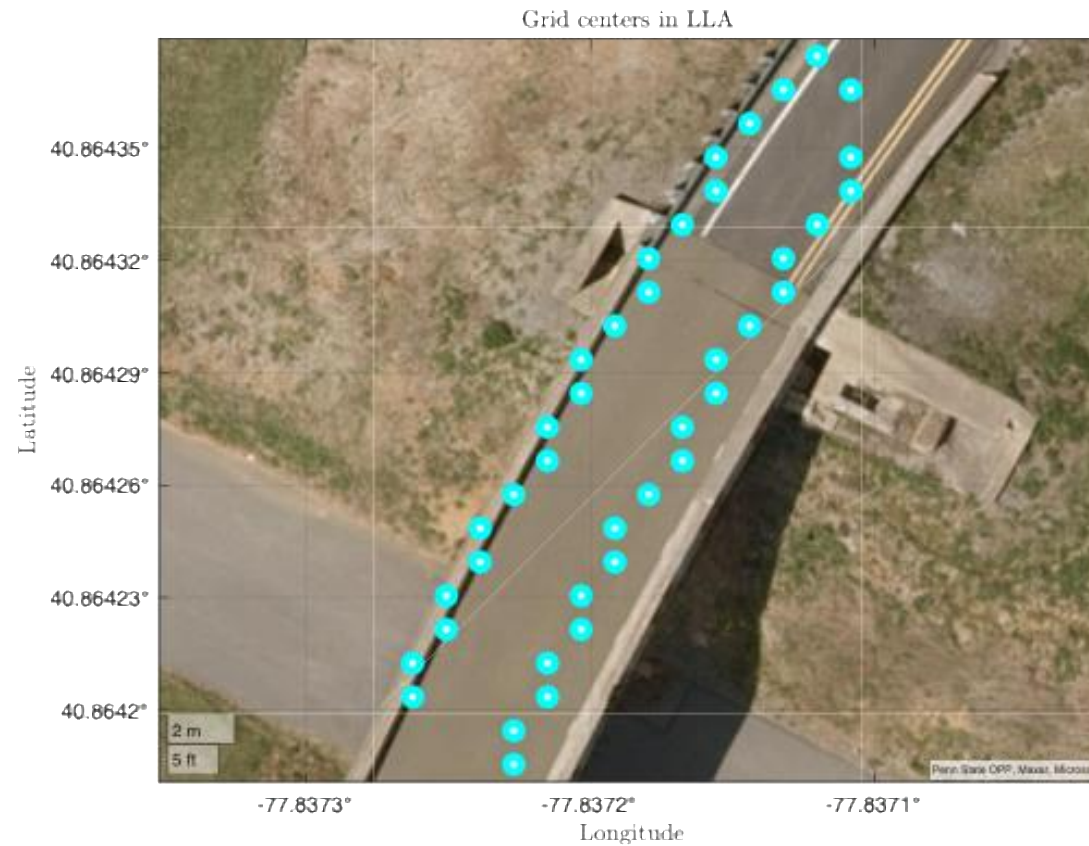 Grid centers in LLA
Latitude
40.86435°
40.86432°
40.86429°
40.86426°
40.86423°
40.8642°
2 m
5 ft
Penn State OPP, Maxar, Micros
-77.8373°
-77.8372°
-77.8371°
Longitude